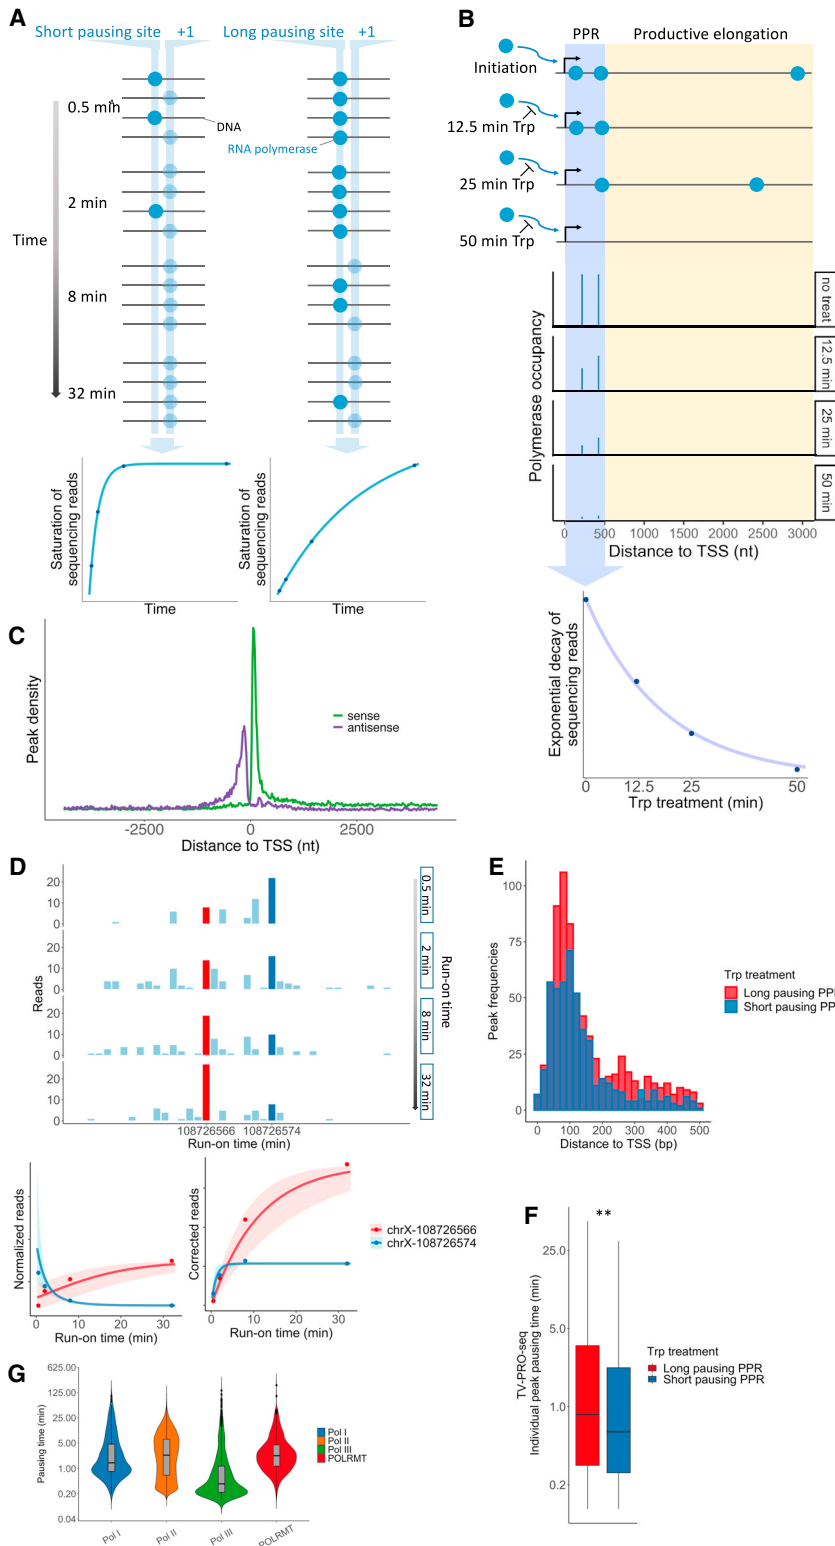 A
Short pausing site +1
Long pausing site +1
0.5 min
DNA
RNA polymerase
2 min
Time
8 min
32 min
Saturation of
sequencing reads
Time
Saturation of
sequencing reads
Time
B
PPR
Productive elongation
Initiation
12.5 min Trp
25 min Trp
50 min Trp
Polymerase occupancy
no treat
12.5 min
25 min
50 min
0 500 1000 1500 2000 2500 3000
Distance to TSS (nt)
Exponential decay of
sequencing reads
0 12.5 25 50
Trp treatment (min)
C
Peak density
sense
antisense
-2500 0 2500
Distance to TSS (nt)
D
Reads
20
10
0
20
10
0
20
10
0
20
10
0
0.5 min
2 min
8 min
32 min
Run-on time
108726566 108726574
Run-on time (min)
Normalized reads
0 10 20 30
Run-on time (min)
Corrected reads
0 10 20 30
Run-on time (min)
chrX-108726566
chrX-108726574
E
Peak frequencies
100
75
50
25
0
0 100 200 300 400 500
Distance to TSS (bp)
Trp treatment
Long pausing PPR
Short pausing PPR
F
**
TV-PRO-seq
Individual peak pausing time (min)
25.0
5.0
1.0
0.2
Trp treatment
Long pausing PPR
Short pausing PPR
G
Pausing time (min)
625.00
125.00
25.00
5.00
1.00
0.20
0.04
Pol I
Pol II
Pol III
POLRMT
Pol I
Pol II
Pol III
POLRMT